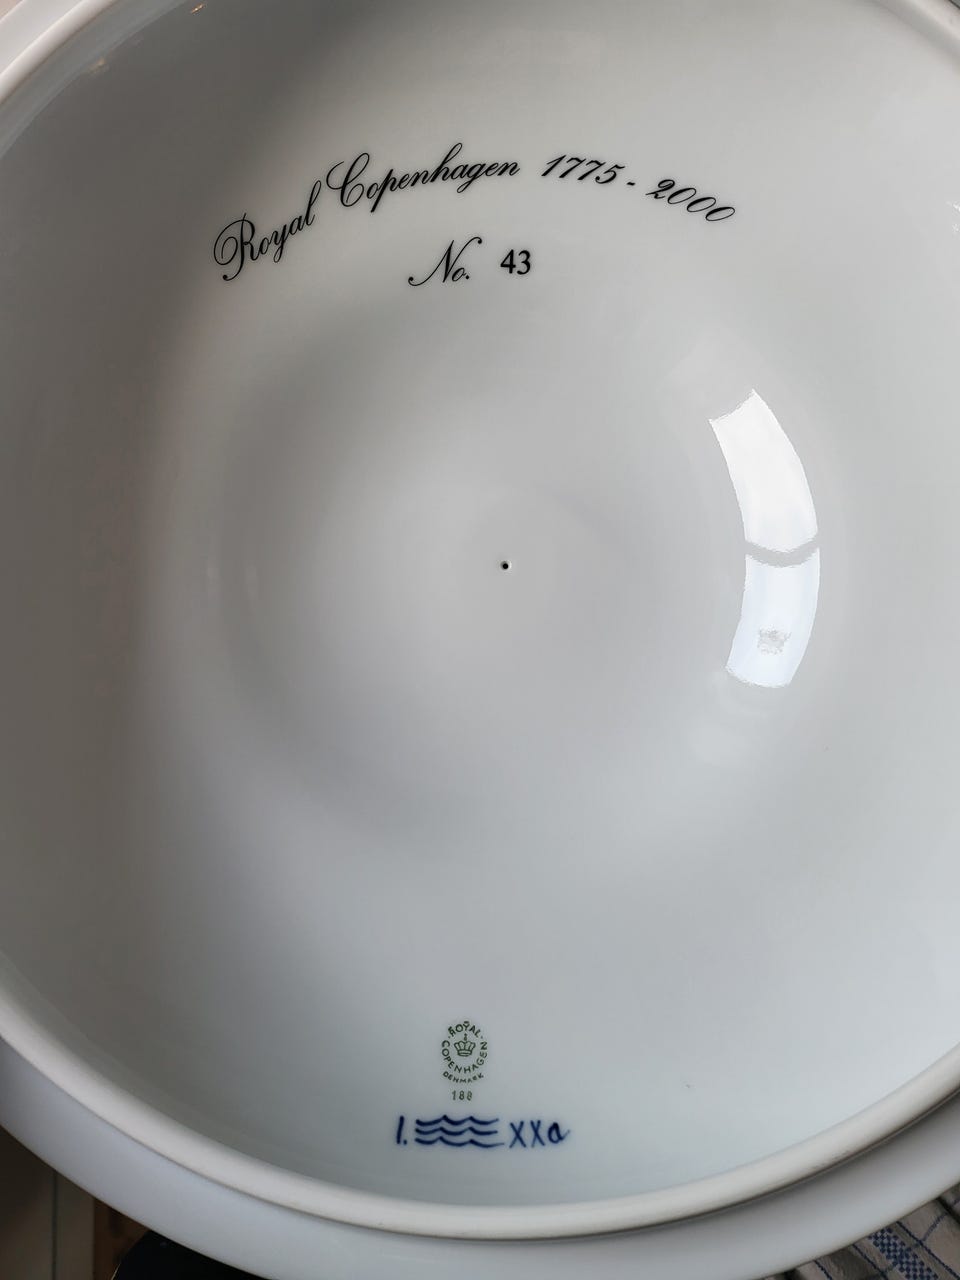 Royal Copenhagen 1775 - 2000
No. 43
ROYAL
COPENHAGEN
DENMARK
188
1. XXa